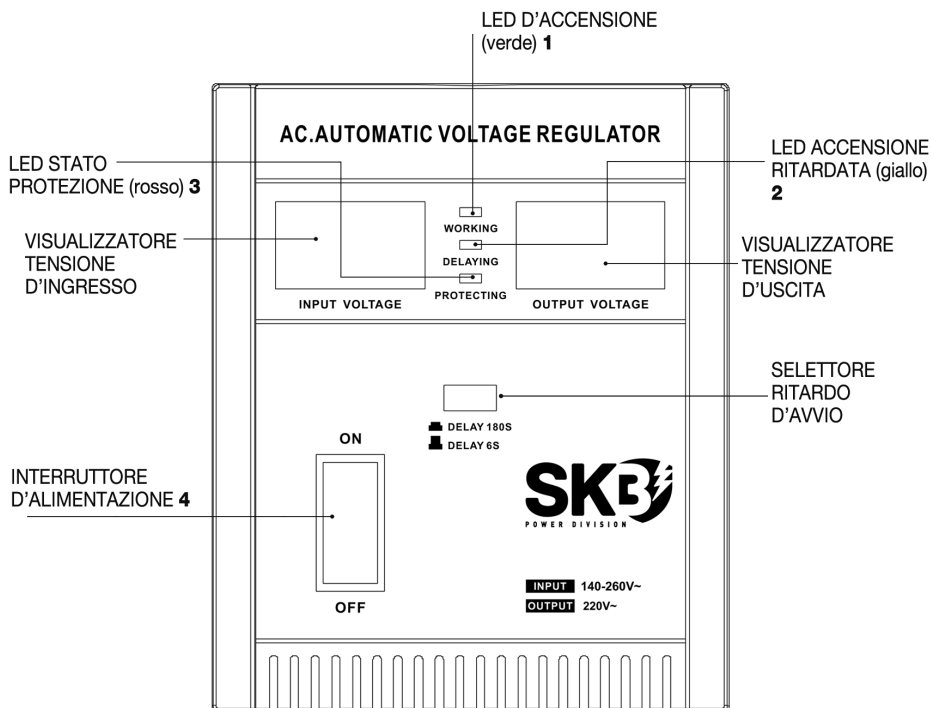 LED D'ACCENSIONE
(verde) 1
AC.AUTOMATIC VOLTAGE REGULATOR
LED STATO
PROTEZIONE (rosso) 3
LED ACCENSIONE
RITARDATA (giallo)
2
VISUALIZZATORE
TENSIONE
D'INGRESSO
WORKING
DELAYING
PROTECTING
INPUT VOLTAGE
OUTPUT VOLTAGE
VISUALIZZATORE
TENSIONE
D'USCITA
SELETTORE
RITARDO
D'AVVIO
DELAY 180S
DELAY 6S
ON
INTERRUTTORE
D'ALIMENTAZIONE 4
OFF
SKB
POWER DIVISION
INPUT 140-260V~
OUTPUT 220V~